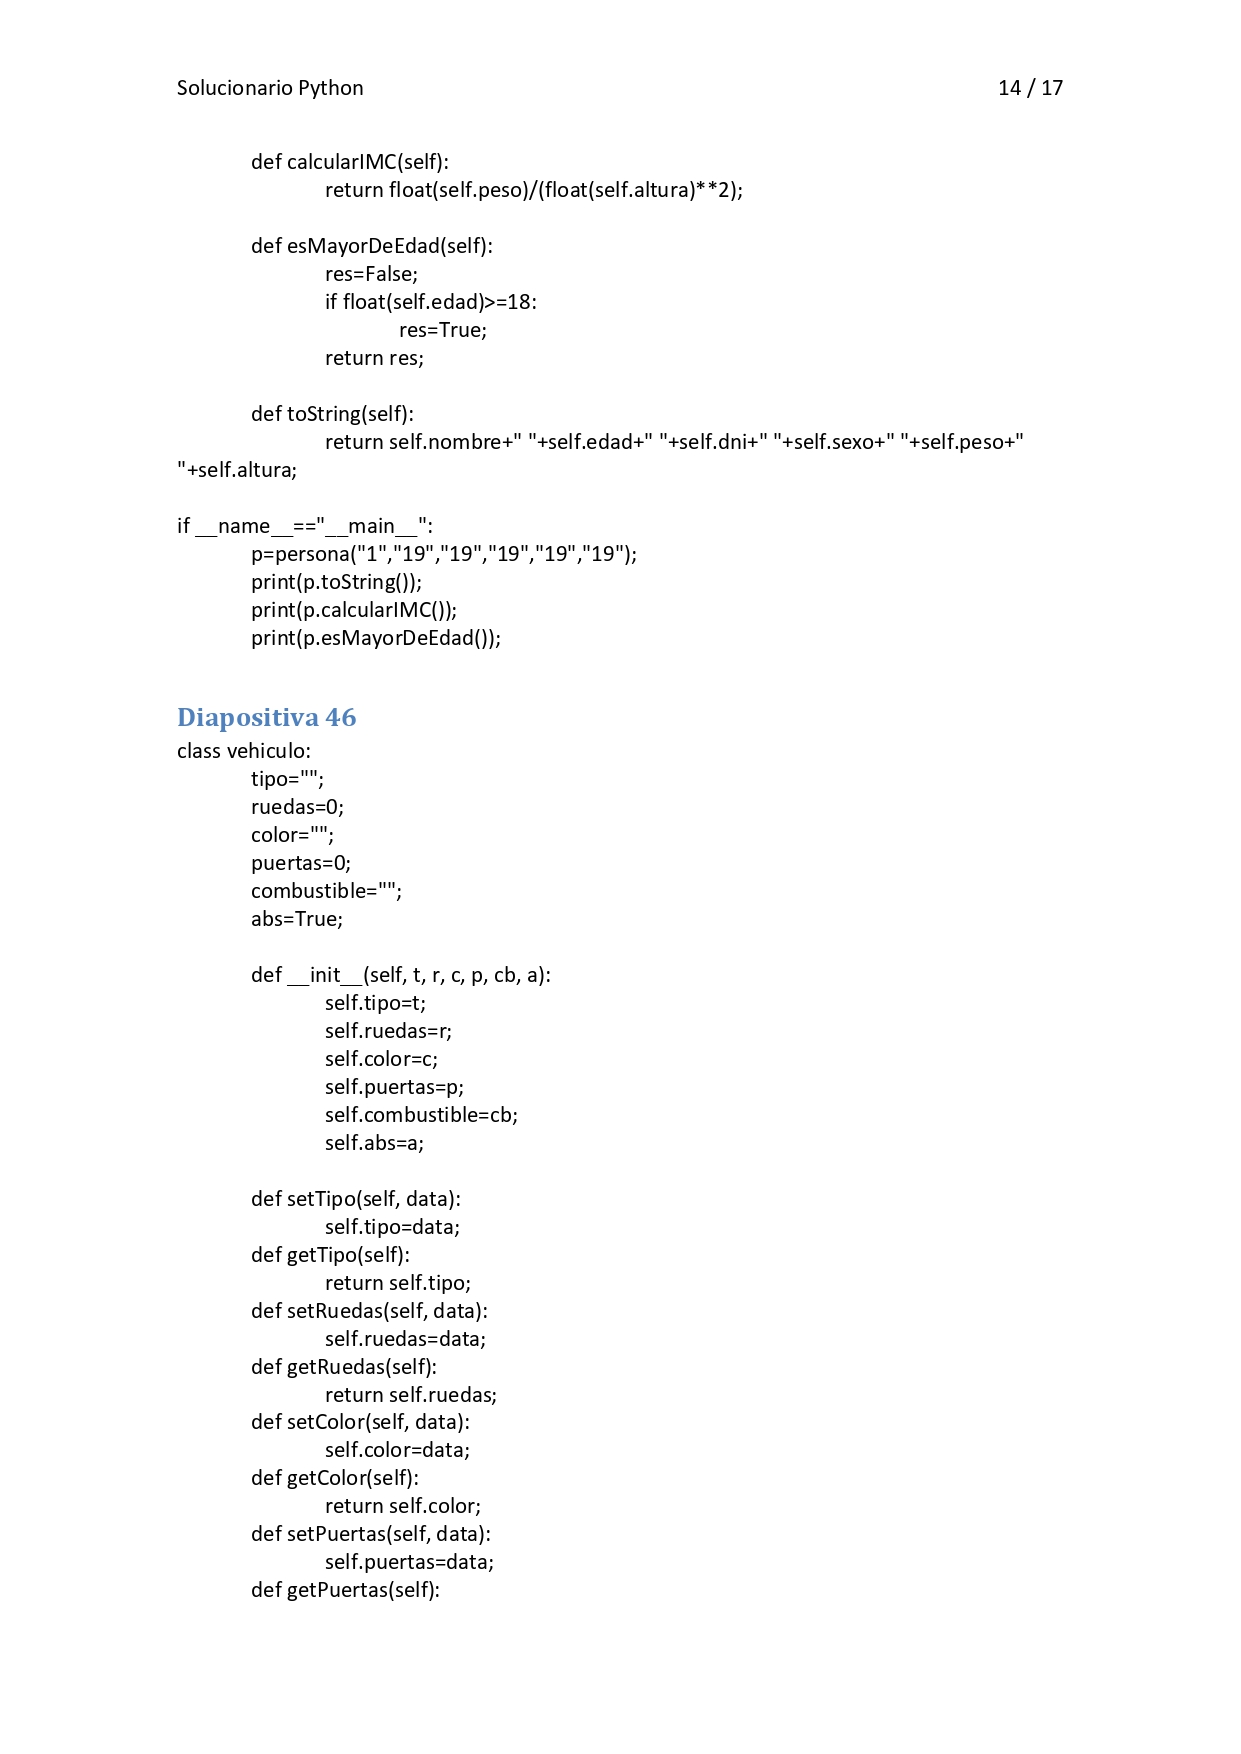 Solucionario Python 14 / 17
def calcularIMC(self):
return float(self.peso)/(float(self.altura)**2);
def esMayorDeEdad(self):
res=False;
if float(self.edad)>=18:
res=True;
return res;
def toString(self):
return self.nombre+" "+self.edad+" "+self.dni+" "+self.sexo+" "+self.peso+"
"+self.altura;
if __name__=="__main__":
p=persona("1","19","19","19","19","19");
print(p.toString());
print(p.calcularIMC());
print(p.esMayorDeEdad());
Diapositiva 46
class vehiculo:
tipo="";
ruedas=0;
color="";
puertas=0;
combustible="";
abs=True;
def __init__(self, t, r, c, p, cb, a):
self.tipo=t;
self.ruedas=r;
self.color=c;
self.puertas=p;
self.combustible=cb;
self.abs=a;
def setTipo(self, data):
self.tipo=data;
def getTipo(self):
return self.tipo;
def setRuedas(self, data):
self.ruedas=data;
def getRuedas(self):
return self.ruedas;
def setColor(self, data):
self.color=data;
def getColor(self):
return self.color;
def setPuertas(self, data):
self.puertas=data;
def getPuertas(self):